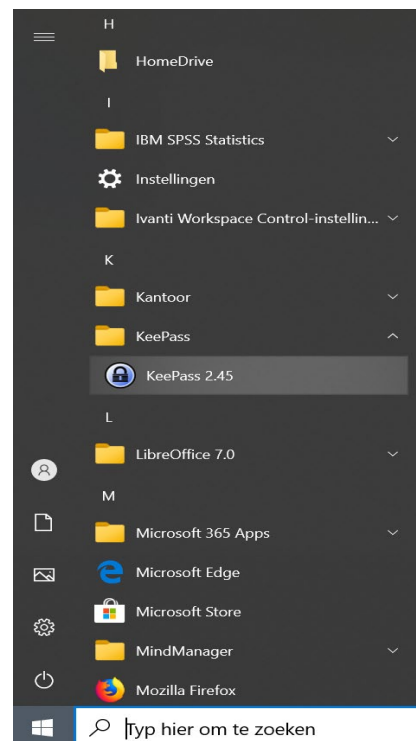 H
HomeDrive
I
IBM SPSS Statistics
Instellingen
Ivanti Workspace Control-instellin...
K
Kantoor
KeePass
KeePass 2.45
L
LibreOffice 7.0
M
Microsoft 365 Apps
Microsoft Edge
Microsoft Store
MindManager
Mozilla Firefox
Typ hier om te zoeken